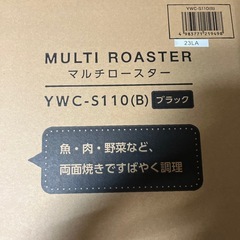 YWC-S110(B)
23LA
MULTI ROASTER
マルチロースター
YWC-S110(B) ブラック
魚・肉・野菜など、
両面焼きですばやく調理